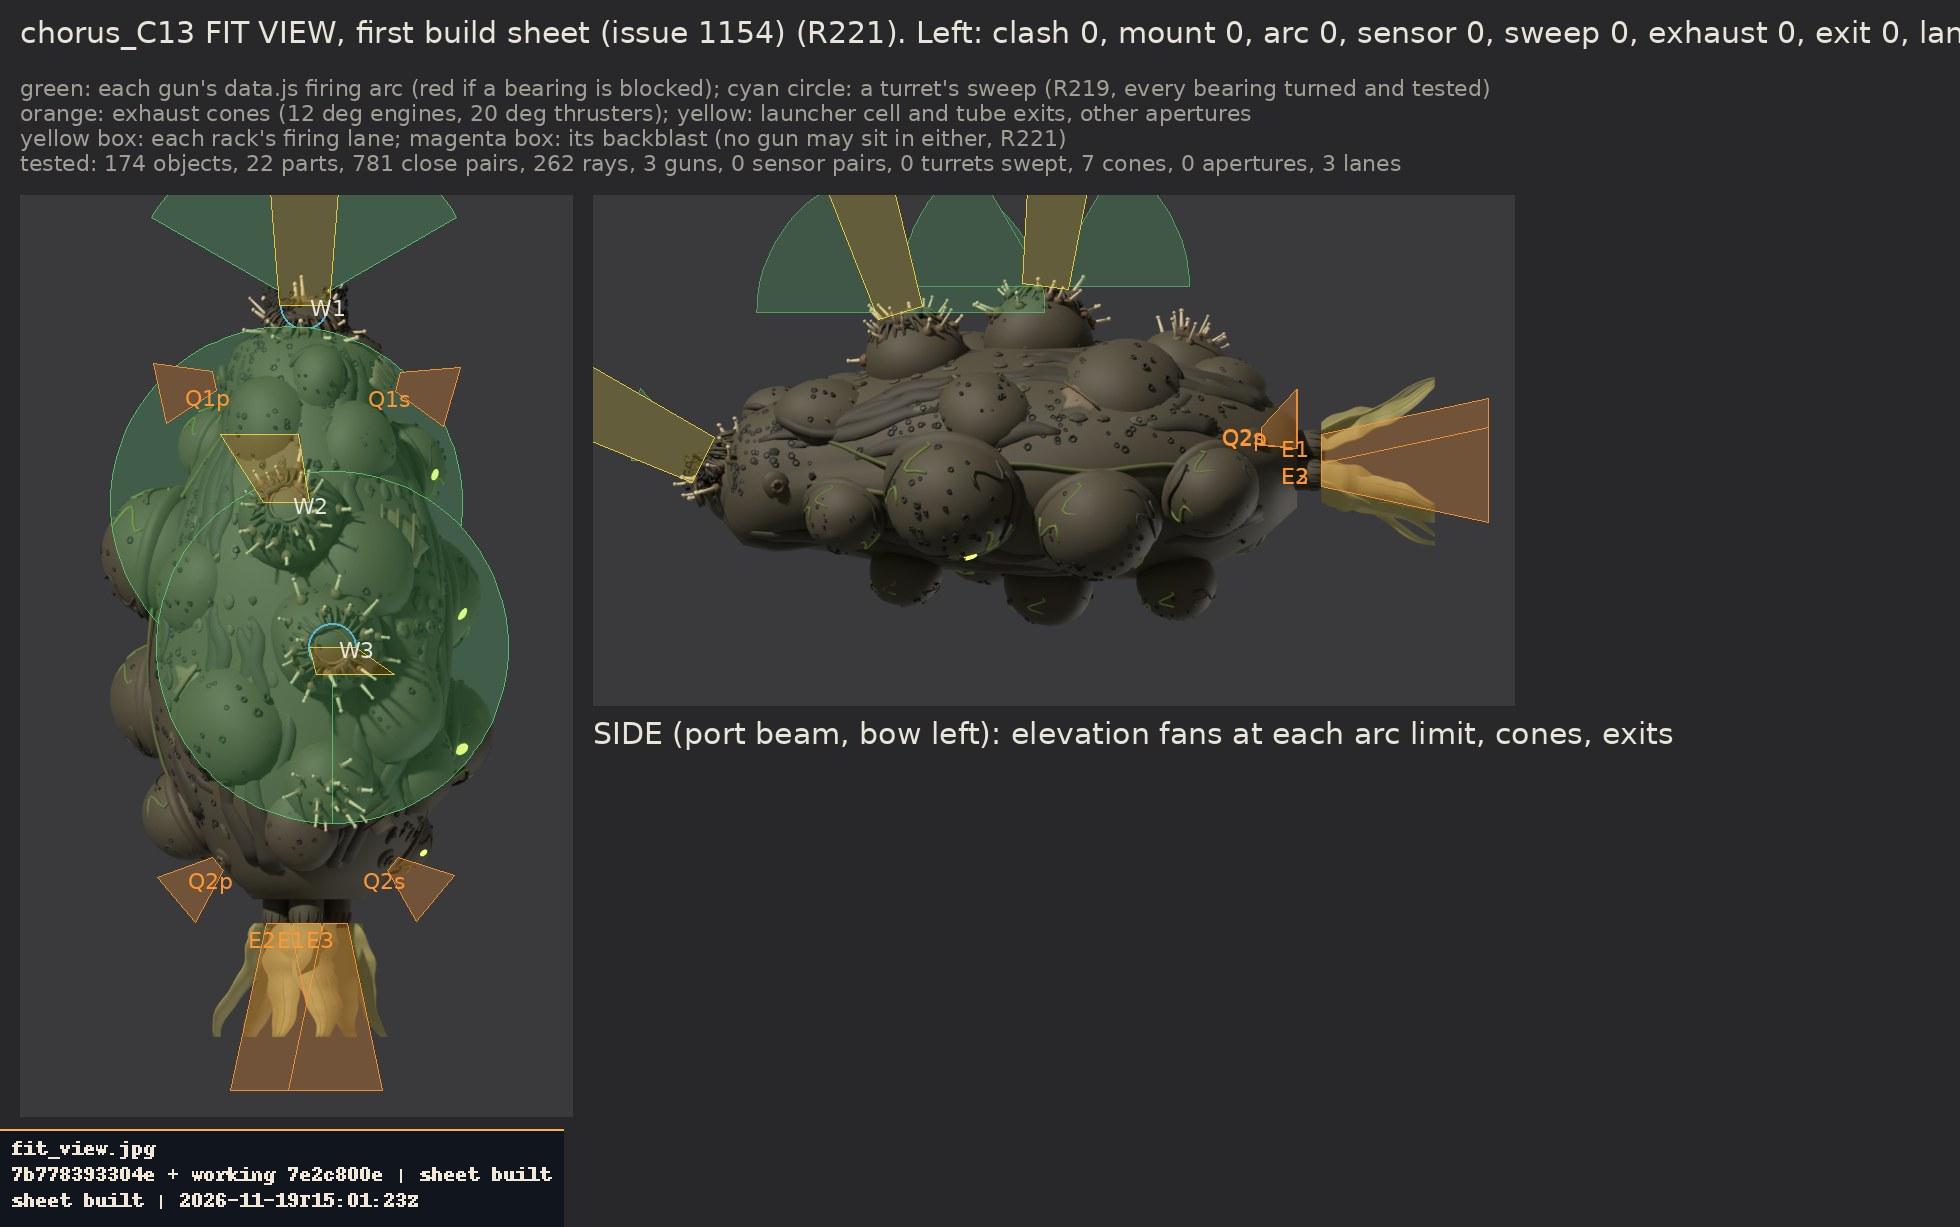 chorus_C13 FIT VIEW, first build sheet (issue 1154) (R221). Left: clash 0, mount 0, arc 0, sensor 0, sweep 0, exhaust 0, exit 0, lan
green: each gun's data.js firing arc (red if a bearing is blocked); cyan circle: a turret's sweep (R219, every bearing turned and tested)
orange: exhaust cones (12 deg engines, 20 deg thrusters); yellow: launcher cell and tube exits, other apertures
yellow box: each rack's firing lane; magenta box: its backblast (no gun may sit in either, R221)
tested: 174 objects, 22 parts, 781 close pairs, 262 rays, 3 guns, 0 sensor pairs, 0 turrets swept, 7 cones, 0 apertures, 3 lanes
W1
Q1p
Q1s
W2
W3
Q2p
Q2s
E2
E1
E3
E1
SIDE (port beam, bow left): elevation fans at each arc limit, cones, exits
fit_view.jpg
7b778393304e + working 7e2c800e | sheet built
sheet built | 2026-11-19T15:01:23Z